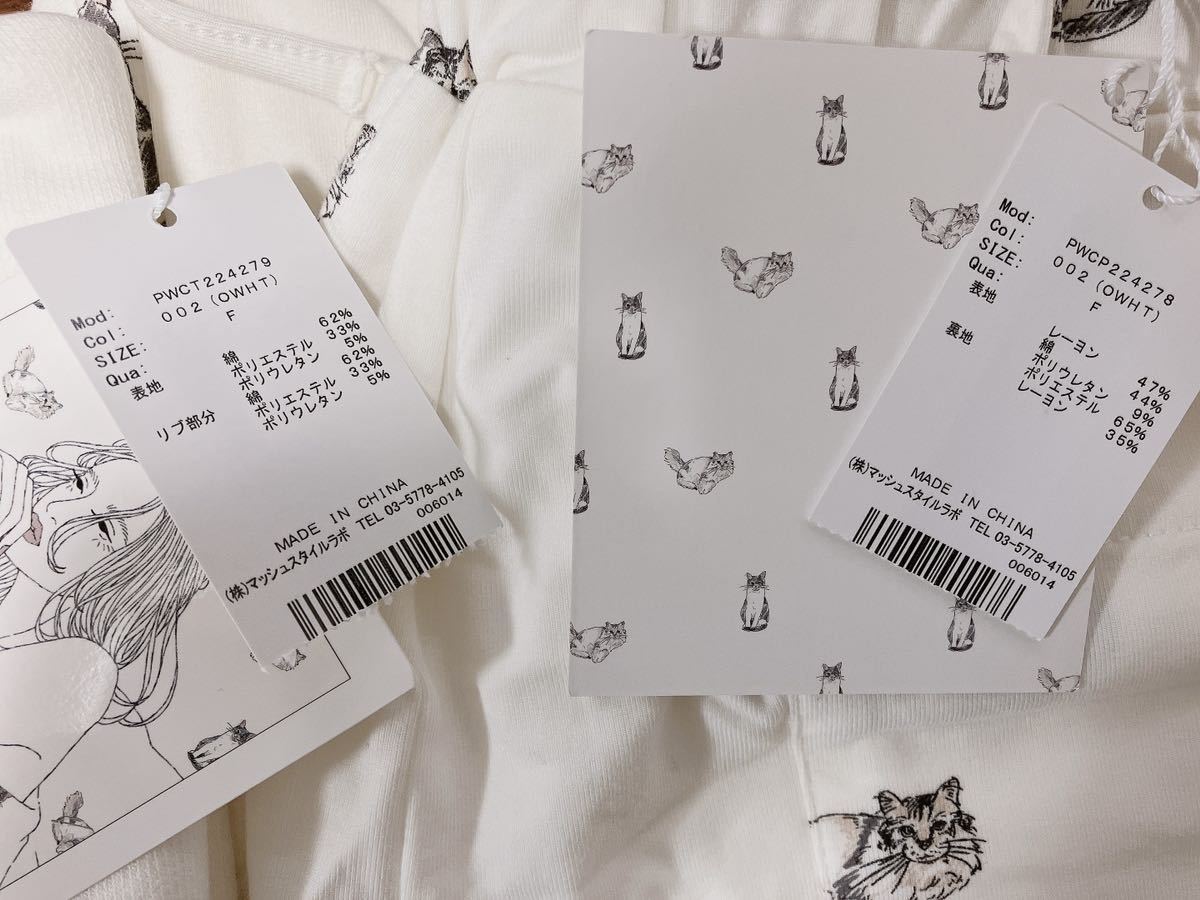 Mod: PWCT224279
Col: 002 (OWHT)
SIZE: F
Qua:
表地 綿 62%
ポリエステル 33%
ポリウレタン 5%
リブ部分 綿 62%
ポリエステル 33%
ポリウレタン 5%
MADE IN CHINA
(株)マッシュスタイルラボ TEL 03-5778-4105
006014
Mod: PWCP224278
Col: 002 (OWHT)
SIZE: F
Qua:
表地 レーヨン 47%
綿 44%
ポリウレタン 9%
裏地 ポリエステル 65%
レーヨン 35%
MADE IN CHINA
(株)マッシュスタイルラボ TEL 03-5778-4105
006014